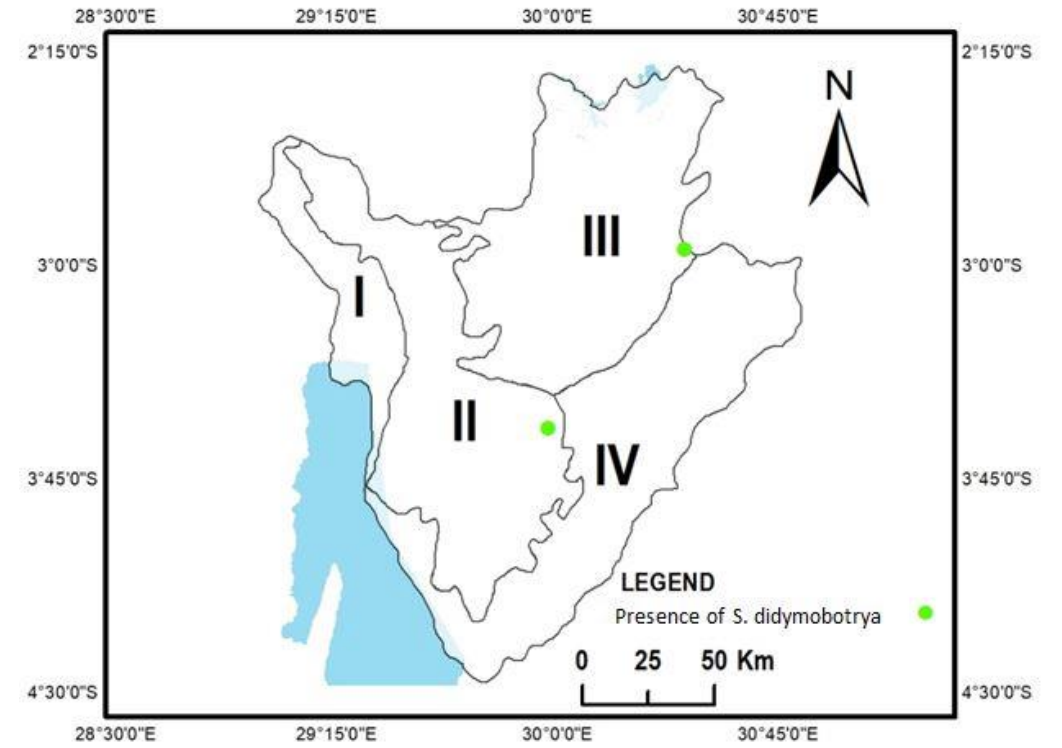 28°30'0"E 29°15'0"E 30°0'0"E 30°45'0"E
2°15'0"S 2°15'0"S
N
III
3°0'0"S 3°0'0"S
I
II
IV
3°45'0"S 3°45'0"S
LEGEND
Presence of S. didymobotrya
0 25 50 Km
4°30'0"S 4°30'0"S
28°30'0"E 29°15'0"E 30°0'0"E 30°45'0"E